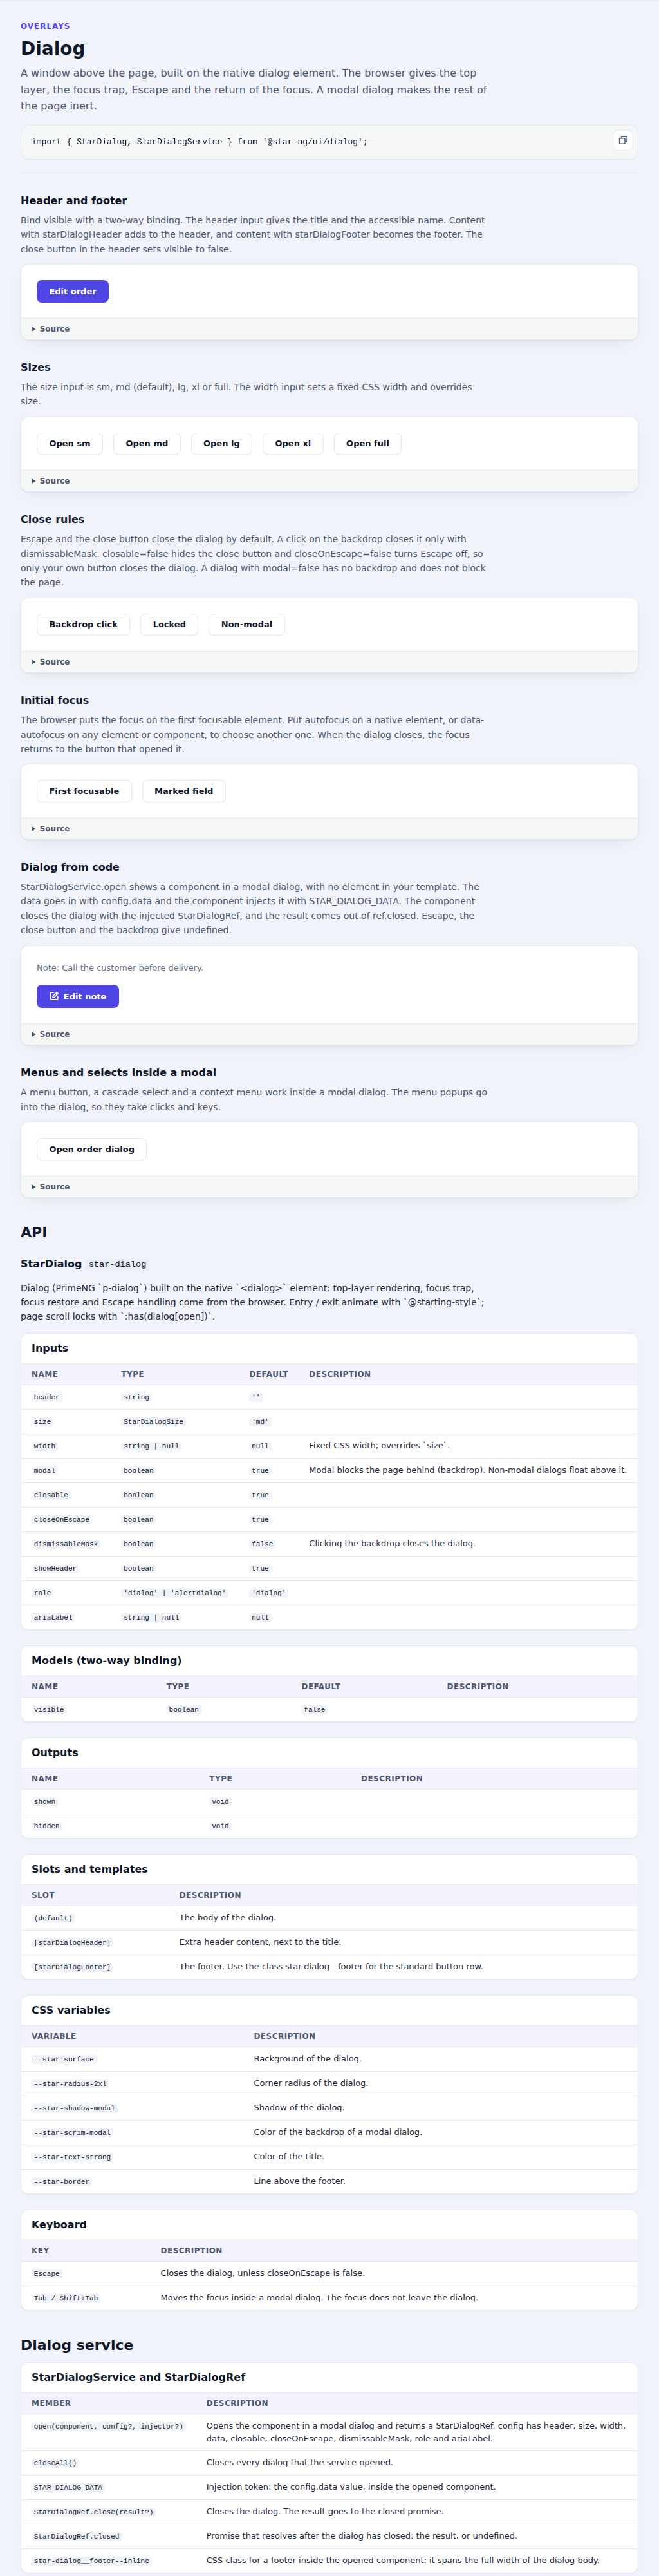 OVERLAYS
Dialog
A window above the page, built on the native dialog element. The browser gives the top
layer, the focus trap, Escape and the return of the focus. A modal dialog makes the rest of
the page inert.
import { StarDialog, StarDialogService } from '@star-ng/ui/dialog';
Header and footer
Bind visible with a two-way binding. The header input gives the title and the accessible name. Content
with starDialogHeader adds to the header, and content with starDialogFooter becomes the footer. The
close button in the header sets visible to false.
Edit order
Source
Sizes
The size input is sm, md (default), lg, xl or full. The width input sets a fixed CSS width and overrides
size.
Open sm Open md Open lg Open xl Open full
Source
Close rules
Escape and the close button close the dialog by default. A click on the backdrop closes it only with
dismissableMask. closable=false hides the close button and closeOnEscape=false turns Escape off, so
only your own button closes the dialog. A dialog with modal=false has no backdrop and does not block
the page.
Backdrop click Locked Non-modal
Source
Initial focus
The browser puts the focus on the first focusable element. Put autofocus on a native element, or data-
autofocus on any element or component, to choose another one. When the dialog closes, the focus
returns to the button that opened it.
First focusable Marked field
Source
Dialog from code
StarDialogService.open shows a component in a modal dialog, with no element in your template. The
data goes in with config.data and the component injects it with STAR_DIALOG_DATA. The component
closes the dialog with the injected StarDialogRef, and the result comes out of ref.closed. Escape, the
close button and the backdrop give undefined.
Note: Call the customer before delivery.
Edit note
Source
Menus and selects inside a modal
A menu button, a cascade select and a context menu work inside a modal dialog. The menu popups go
into the dialog, so they take clicks and keys.
Open order dialog
Source
API
StarDialog star-dialog
Dialog (PrimeNG `p-dialog`) built on the native `<dialog>` element: top-layer rendering, focus trap,
focus restore and Escape handling come from the browser. Entry / exit animate with `@starting-style`;
page scroll locks with `:has(dialog[open])`.
Inputs
NAME TYPE DEFAULT DESCRIPTION
header string ''
size StarDialogSize 'md'
width string | null null Fixed CSS width; overrides `size`.
modal boolean true Modal blocks the page behind (backdrop). Non-modal dialogs float above it.
closable boolean true
closeOnEscape boolean true
dismissableMask boolean false Clicking the backdrop closes the dialog.
showHeader boolean true
role 'dialog' | 'alertdialog' 'dialog'
ariaLabel string | null null
Models (two-way binding)
NAME TYPE DEFAULT DESCRIPTION
visible boolean false
Outputs
NAME TYPE DESCRIPTION
shown void
hidden void
Slots and templates
SLOT DESCRIPTION
(default) The body of the dialog.
[starDialogHeader] Extra header content, next to the title.
[starDialogFooter] The footer. Use the class star-dialog__footer for the standard button row.
CSS variables
VARIABLE DESCRIPTION
--star-surface Background of the dialog.
--star-radius-2xl Corner radius of the dialog.
--star-shadow-modal Shadow of the dialog.
--star-scrim-modal Color of the backdrop of a modal dialog.
--star-text-strong Color of the title.
--star-border Line above the footer.
Keyboard
KEY DESCRIPTION
Escape Closes the dialog, unless closeOnEscape is false.
Tab / Shift+Tab Moves the focus inside a modal dialog. The focus does not leave the dialog.
Dialog service
StarDialogService and StarDialogRef
MEMBER DESCRIPTION
open(component, config?, injector?) Opens the component in a modal dialog and returns a StarDialogRef. config has header, size, width,
data, closable, closeOnEscape, dismissableMask, role and ariaLabel.
closeAll() Closes every dialog that the service opened.
STAR_DIALOG_DATA Injection token: the config.data value, inside the opened component.
StarDialogRef.close(result?) Closes the dialog. The result goes to the closed promise.
StarDialogRef.closed Promise that resolves after the dialog has closed: the result, or undefined.
star-dialog__footer--inline CSS class for a footer inside the opened component: it spans the full width of the dialog body.